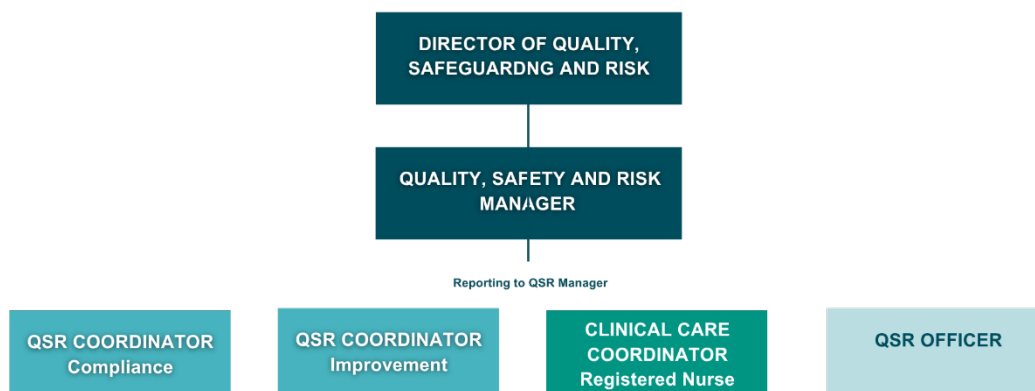 DIRECTOR OF QUALITY,
SAFEGUARDNG AND RISK
QUALITY, SAFETY AND RISK
MANAGER
Reporting to QSR Manager
QSR COORDINATOR
Compliance
QSR COORDINATOR
Improvement
CLINICAL CARE
COORDINATOR
Registered Nurse
QSR OFFICER